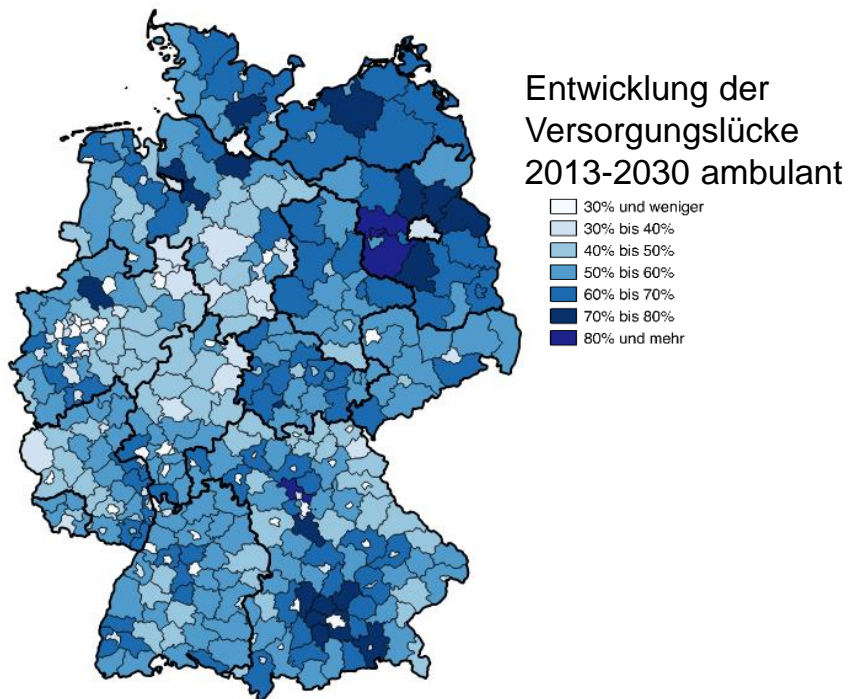 Entwicklung der
Versorgungslücke
2013-2030 ambulant
30% und weniger
30% bis 40%
40% bis 50%
50% bis 60%
60% bis 70%
70% bis 80%
80% und mehr